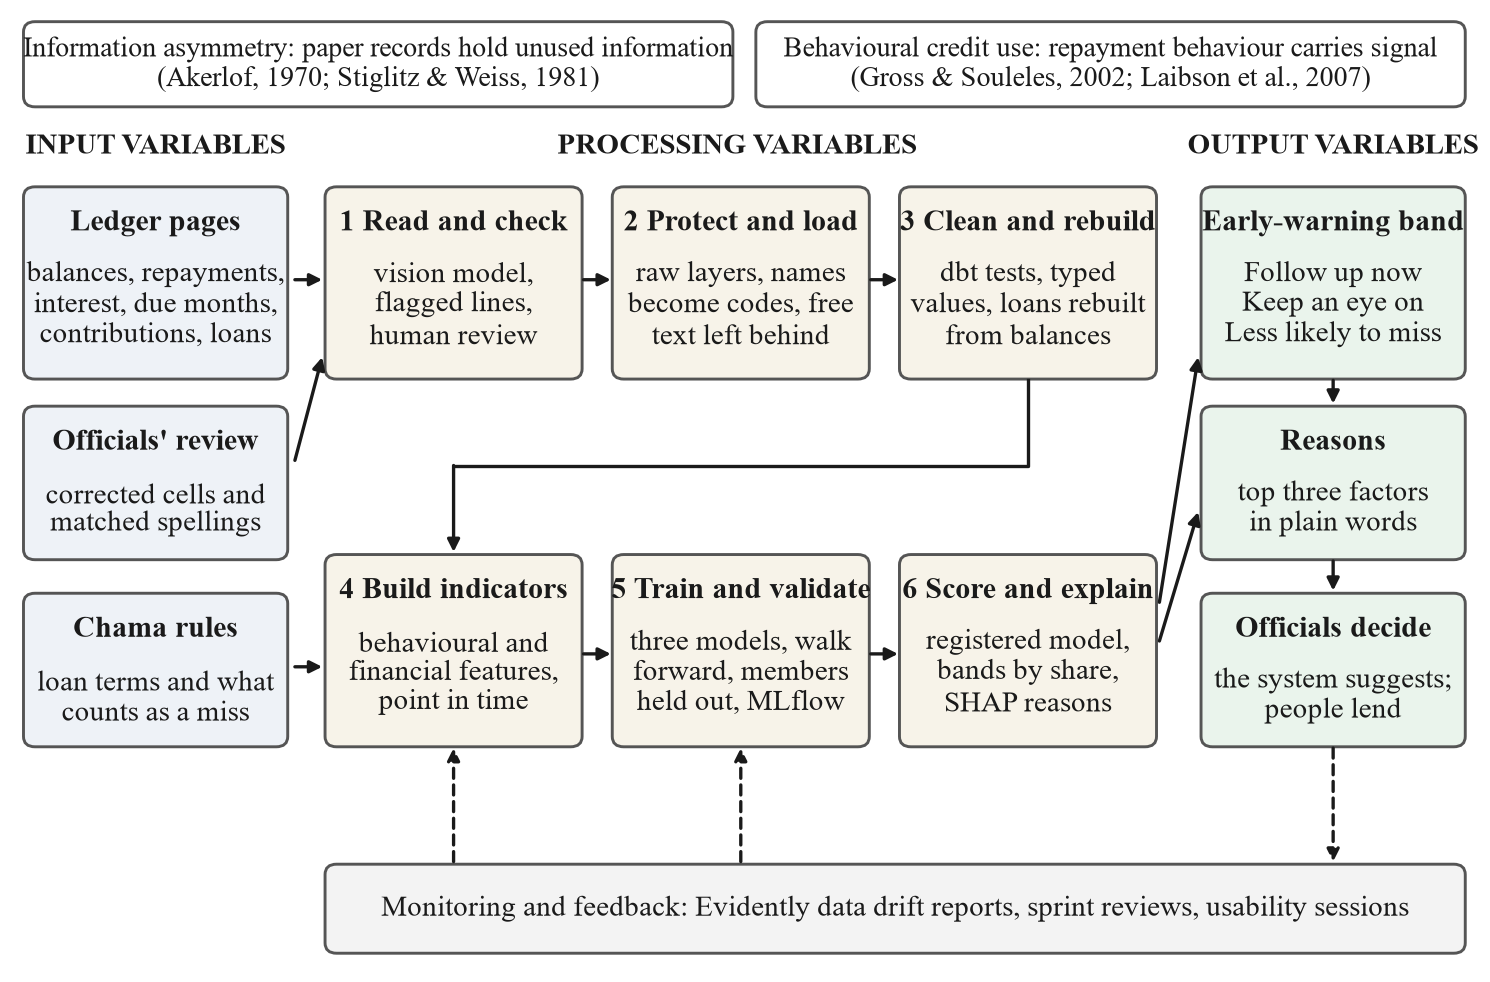 Information asymmetry: paper records hold unused information
(Akerlof, 1970; Stiglitz & Weiss, 1981)
Behavioural credit use: repayment behaviour carries signal
(Gross & Souleles, 2002; Laibson et al., 2007)
INPUT VARIABLES
PROCESSING VARIABLES
OUTPUT VARIABLES
Ledger pages
balances, repayments,
interest, due months,
contributions, loans
1 Read and check
vision model,
flagged lines,
human review
2 Protect and load
raw layers, names
become codes, free
text left behind
3 Clean and rebuild
dbt tests, typed
values, loans rebuilt
from balances
Early-warning band
Follow up now
Keep an eye on
Less likely to miss
Officials' review
corrected cells and
matched spellings
Reasons
top three factors
in plain words
Chama rules
loan terms and what
counts as a miss
4 Build indicators
behavioural and
financial features,
point in time
5 Train and validate
three models, walk
forward, members
held out, MLflow
6 Score and explain
registered model,
bands by share,
SHAP reasons
Officials decide
the system suggests;
people lend
Monitoring and feedback: Evidently data drift reports, sprint reviews, usability sessions